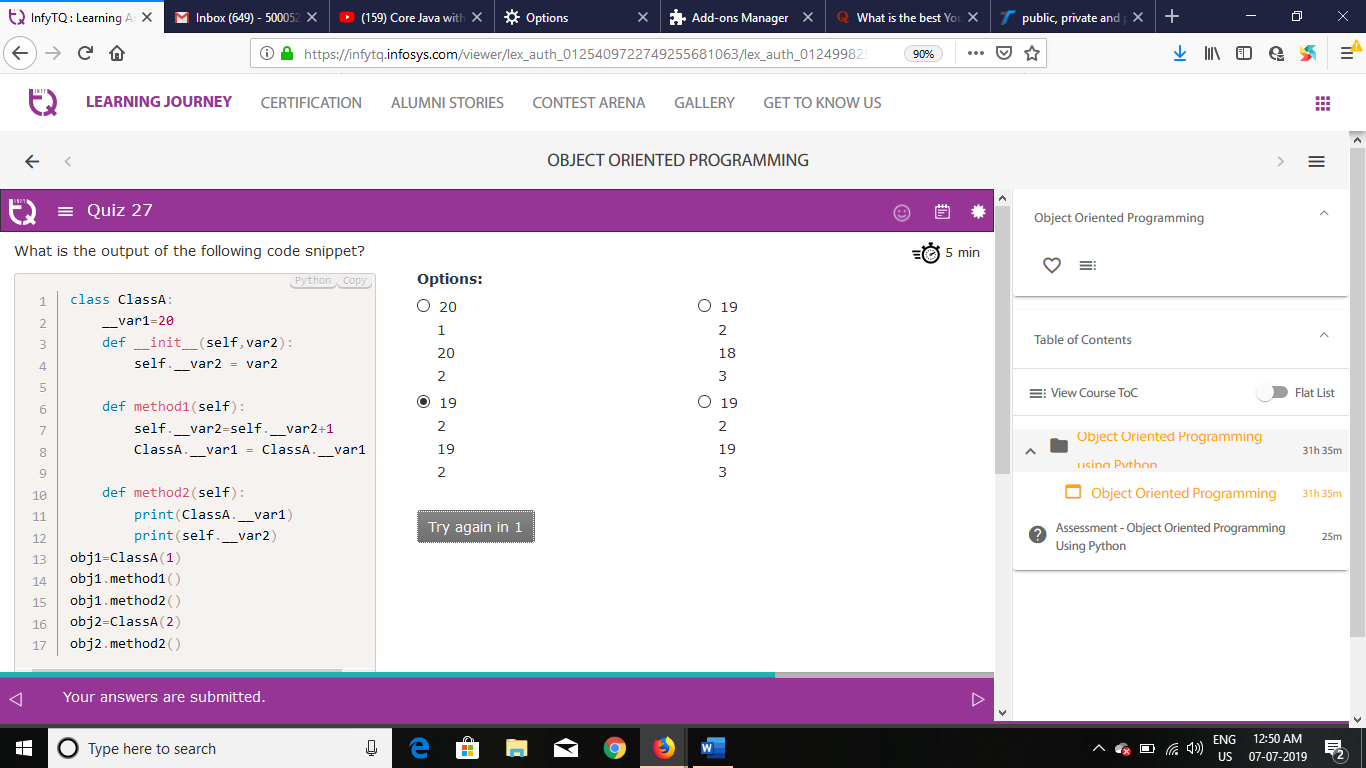 InfyTQ : Learning A
Inbox (649) - 500052
(159) Core Java with
Options
Add-ons Manager
What is the best You
public, private and p
https://infytq.infosys.com/viewer/lex_auth_0125409722749255681063/lex_auth_01249982
90%
INFY
TQ
LEARNING JOURNEY
CERTIFICATION
ALUMNI STORIES
CONTEST ARENA
GALLERY
GET TO KNOW US
OBJECT ORIENTED PROGRAMMING
Quiz 27
What is the output of the following code snippet?
5 min
Python
Copy
1 class ClassA:
2 __var1=20
3 def __init__(self,var2):
4 self.__var2 = var2
5
6 def method1(self):
7 self.__var2=self.__var2+1
8 ClassA.__var1 = ClassA.__var1
9
10 def method2(self):
11 print(ClassA.__var1)
12 print(self.__var2)
13 obj1=ClassA(1)
14 obj1.method1()
15 obj1.method2()
16 obj2=ClassA(2)
17 obj2.method2()
Options:
20
1
20
2
19
2
18
3
19
2
19
2
19
2
19
3
Try again in 1
Your answers are submitted.
Object Oriented Programming
Table of Contents
View Course ToC
Flat List
Object Oriented Programming
using Python
31h 35m
Object Oriented Programming
31h 35m
Assessment - Object Oriented Programming
Using Python
25m
Type here to search
ENG
US
12:50 AM
07-07-2019
2